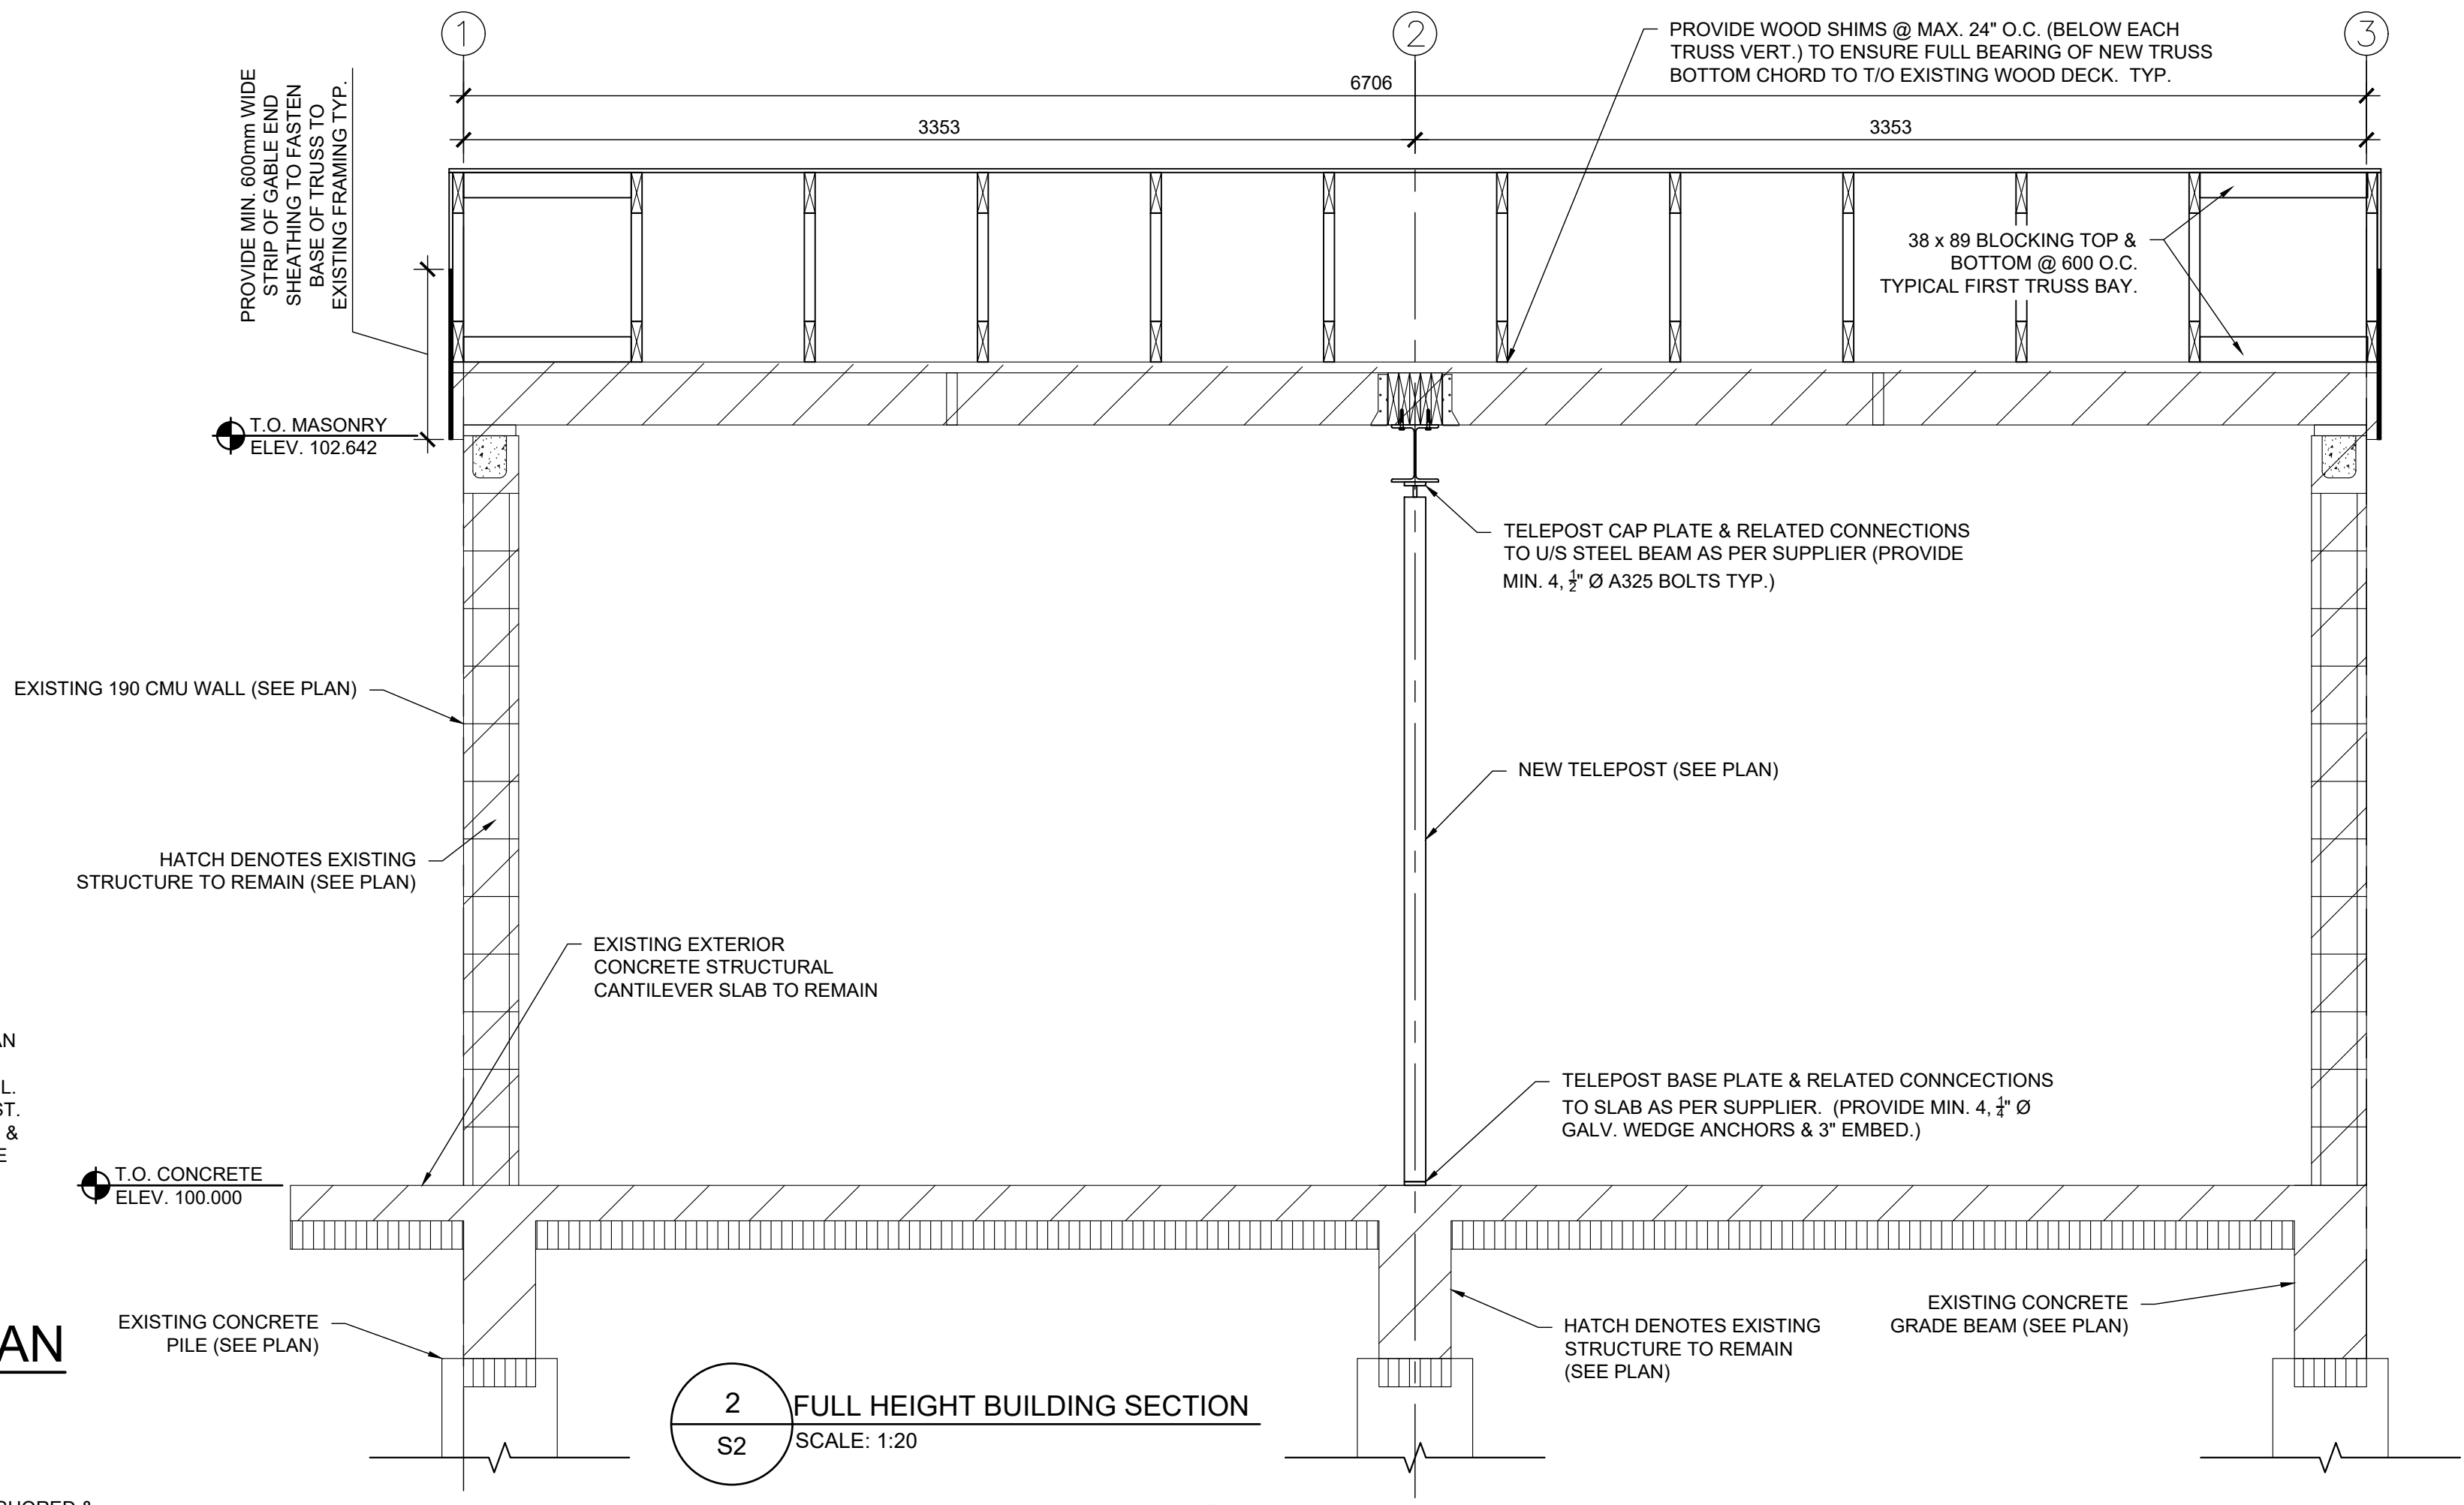 1
2
3
PROVIDE WOOD SHIMS @ MAX. 24" O.C. (BELOW EACH
TRUSS VERT.) TO ENSURE FULL BEARING OF NEW TRUSS
BOTTOM CHORD TO T/O EXISTING WOOD DECK. TYP.
6706
3353
3353
PROVIDE MIN. 600mm WIDE
STRIP OF GABLE END
SHEATHING TO FASTEN
BASE OF TRUSS TO
EXISTING FRAMING TYP.
38 x 89 BLOCKING TOP &
BOTTOM @ 600 O.C.
TYPICAL FIRST TRUSS BAY.
T.O. MASONRY
ELEV. 102.642
TELEPOST CAP PLATE & RELATED CONNECTIONS
TO U/S STEEL BEAM AS PER SUPPLIER (PROVIDE
MIN. 4, 1/2" Ø A325 BOLTS TYP.)
EXISTING 190 CMU WALL (SEE PLAN)
NEW TELEPOST (SEE PLAN)
HATCH DENOTES EXISTING
STRUCTURE TO REMAIN (SEE PLAN)
EXISTING EXTERIOR
CONCRETE STRUCTURAL
CANTILEVER SLAB TO REMAIN
AN
L.
ST.
&
E
TELEPOST BASE PLATE & RELATED CONNCECTIONS
TO SLAB AS PER SUPPLIER. (PROVIDE MIN. 4, 1/4" Ø
GALV. WEDGE ANCHORS & 3" EMBED.)
T.O. CONCRETE
ELEV. 100.000
EXISTING CONCRETE
PILE (SEE PLAN)
HATCH DENOTES EXISTING
STRUCTURE TO REMAIN
(SEE PLAN)
EXISTING CONCRETE
GRADE BEAM (SEE PLAN)
AN
2
S2
FULL HEIGHT BUILDING SECTION
SCALE: 1:20